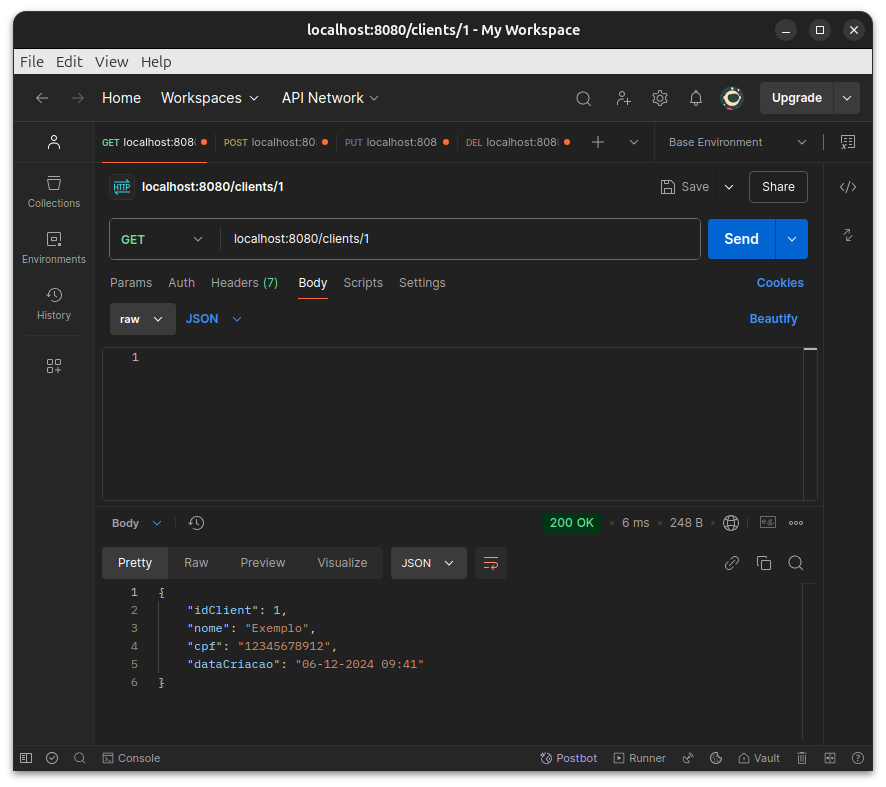 localhost:8080/clients/1 - My Workspace
File Edit View Help
Home Workspaces API Network Upgrade
GET localhost:808 POST localhost:80 PUT localhost:808 DEL localhost:808 Base Environment
HTTP localhost:8080/clients/1 Save Share
Collections
Environments
History
GET localhost:8080/clients/1 Send
Params Auth Headers (7) Body Scripts Settings Cookies
raw JSON Beautify
1
Body 200 OK 6 ms 248 B e.g.
Pretty Raw Preview Visualize JSON
1 {
2 "idClient": 1,
3 "nome": "Exemplo",
4 "cpf": "12345678912",
5 "dataCriacao": "06-12-2024 09:41"
6 }
Console Postbot Runner Vault